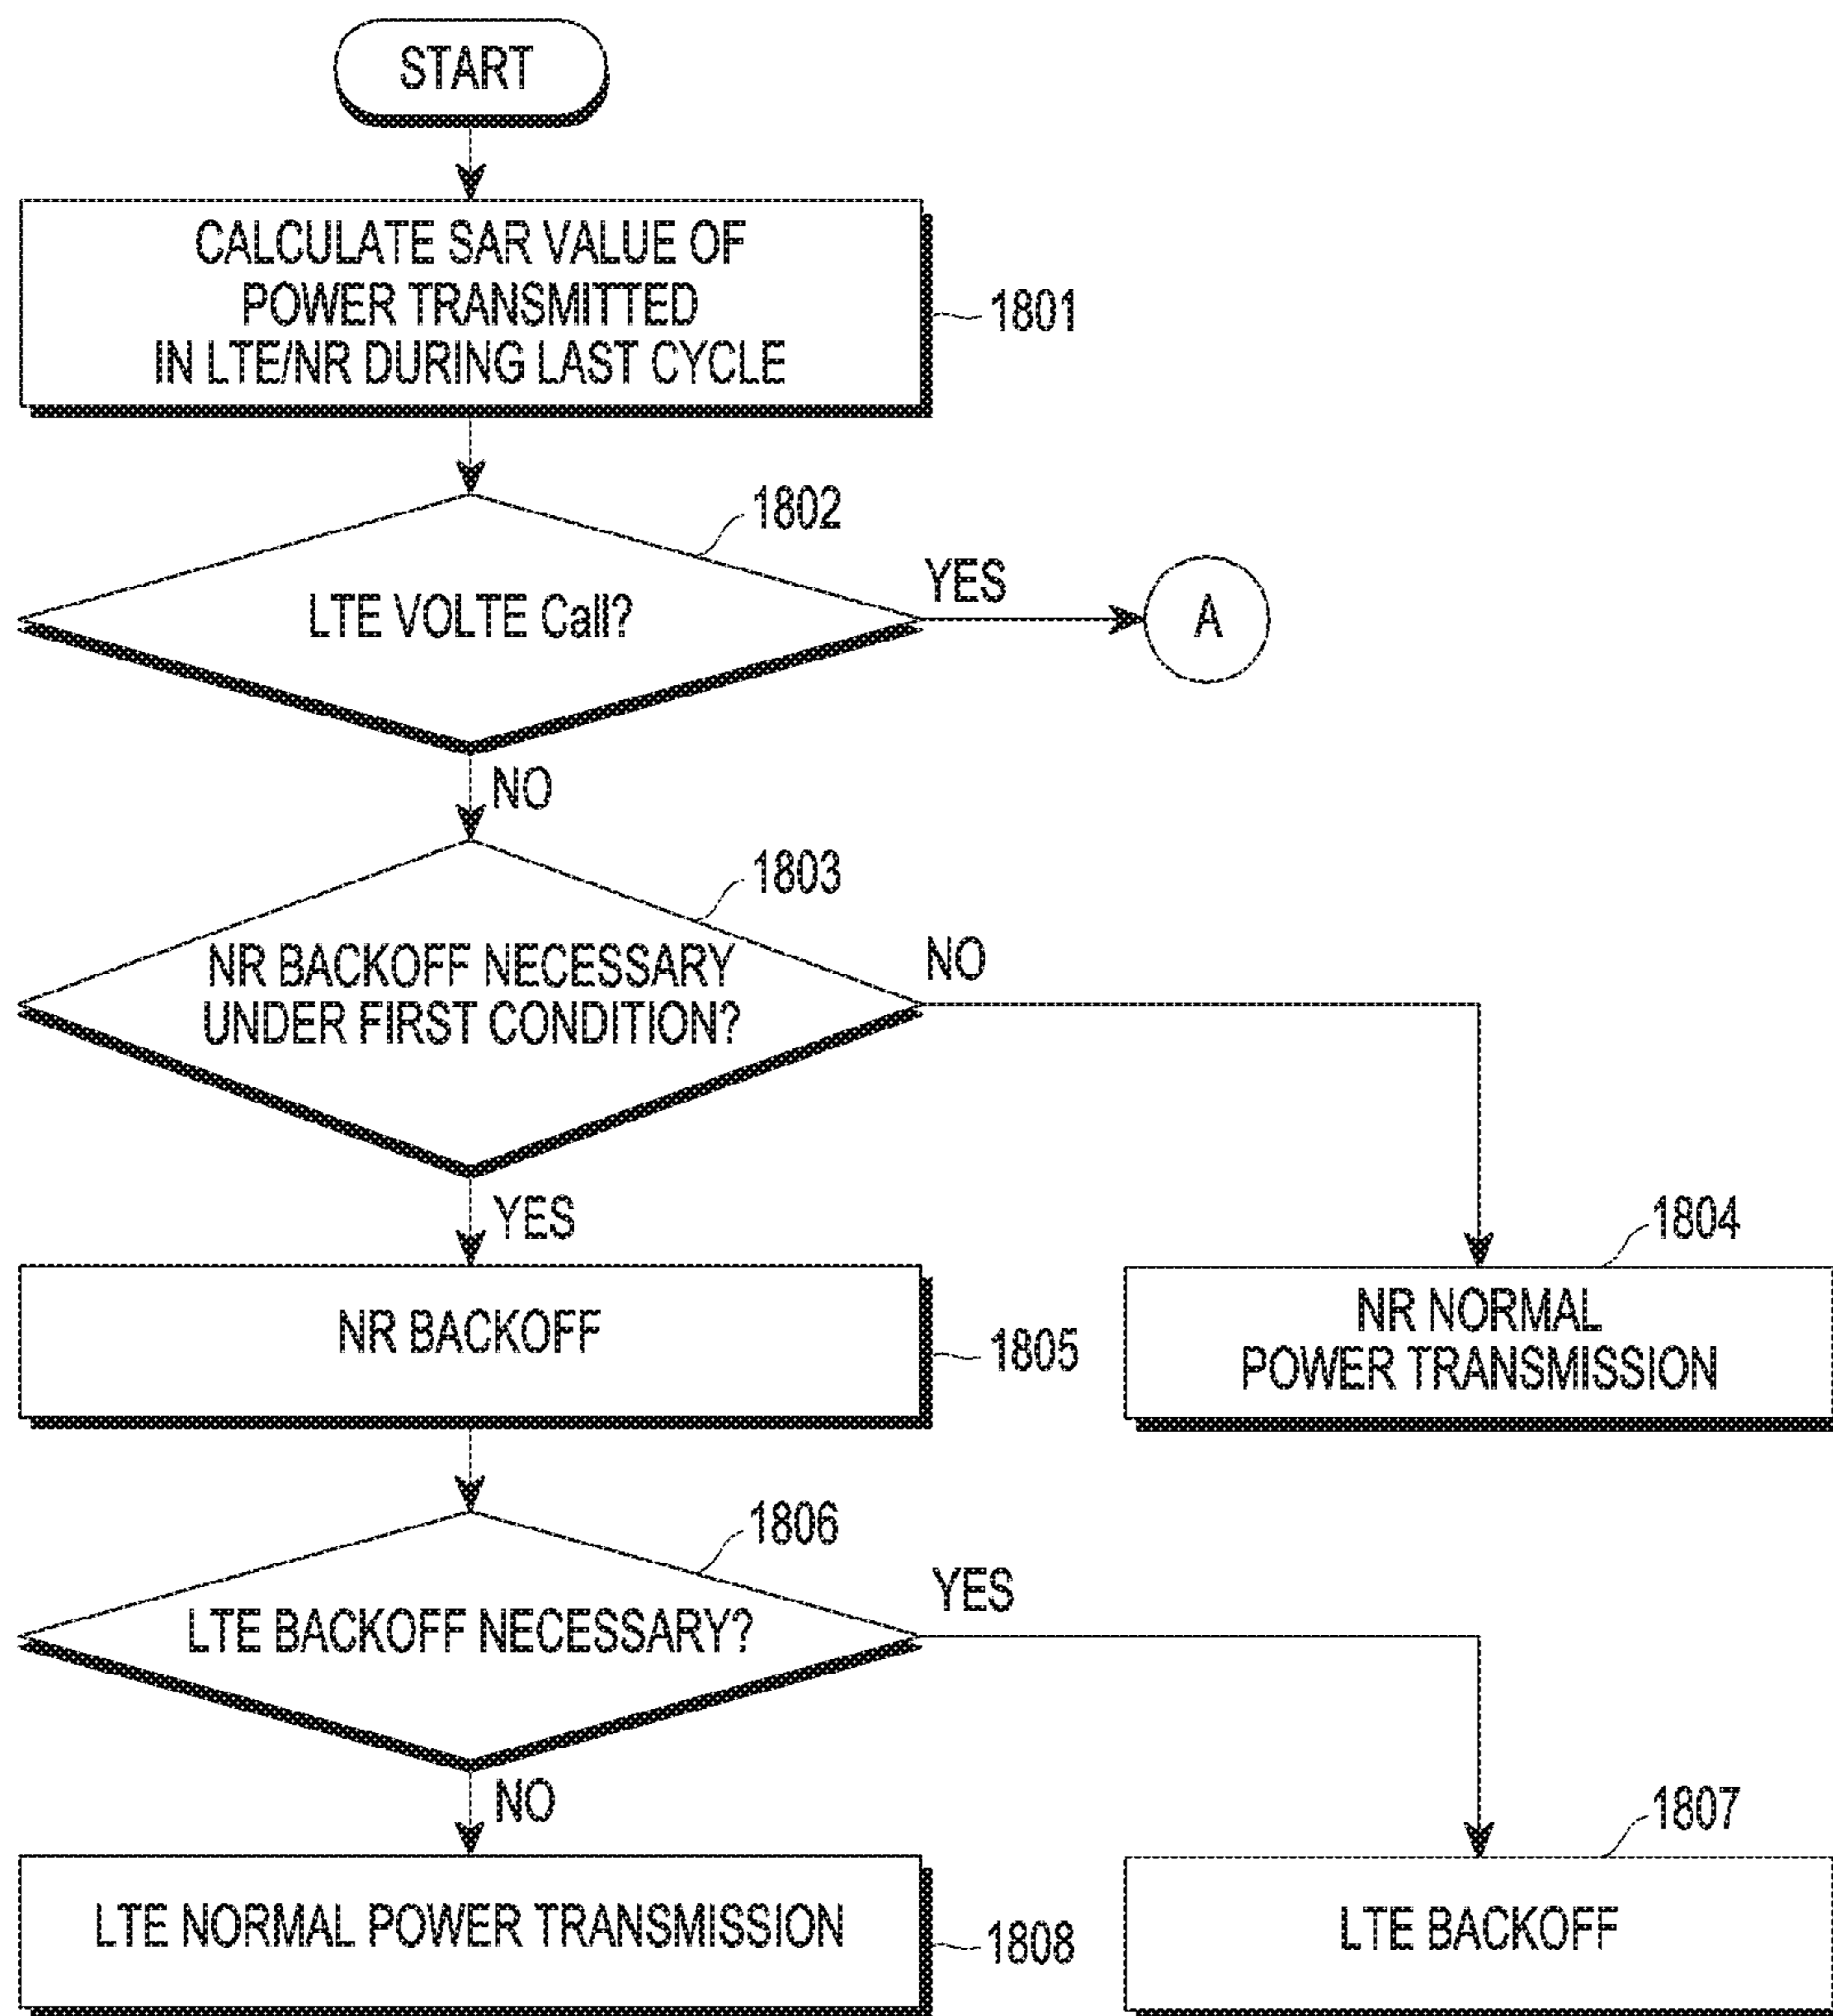 START
CALCULATE SAR VALUE OF
POWER TRANSMITTED
IN LTE/NR DURING LAST CYCLE
1801
1802
LTE VOLTE Call?
YES
A
NO
1803
NR BACKOFF NECESSARY
UNDER FIRST CONDITION?
NO
YES
1804
NR BACKOFF
1805
NR NORMAL
POWER TRANSMISSION
1806
LTE BACKOFF NECESSARY?
YES
NO
1807
LTE NORMAL POWER TRANSMISSION
1808
LTE BACKOFF